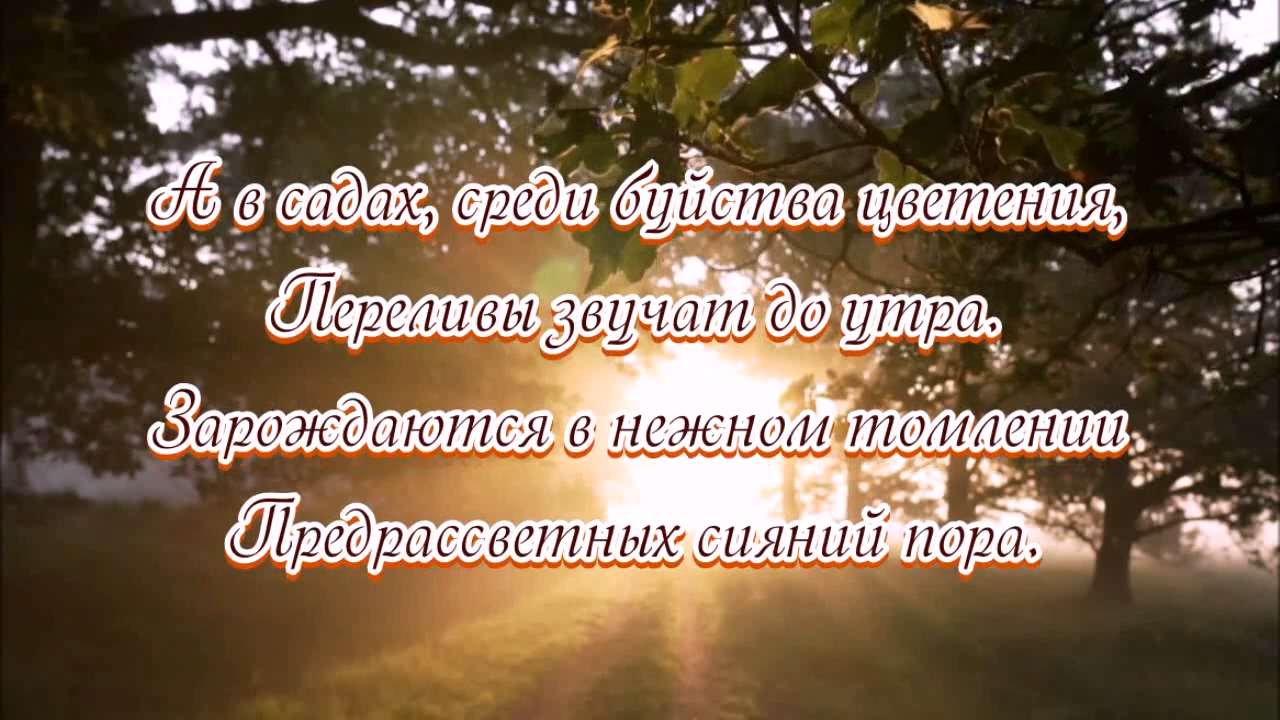 А в садах, среди буйства цветения,
Переливы звучат до утра.
Зарождаются в нежном томлении
Предрассветных сияний пора.